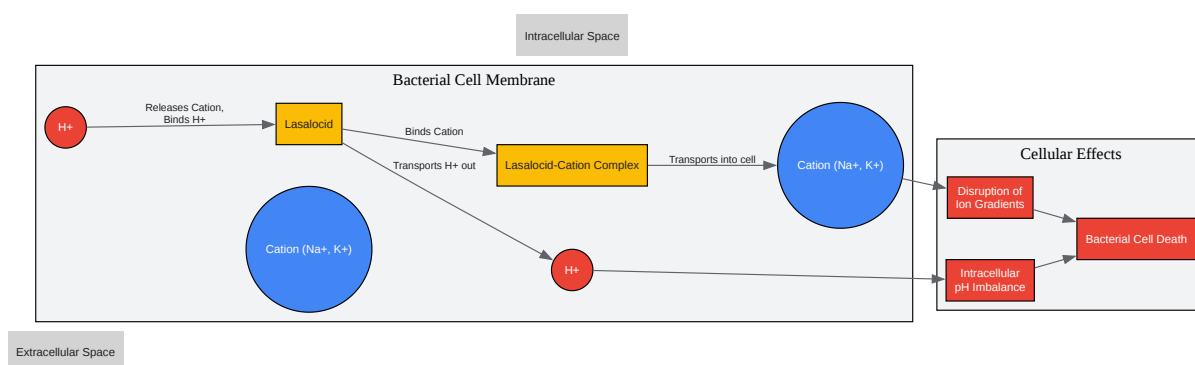 Intracellular Space
Bacterial Cell Membrane
H+
Releases Cation,
Binds H+
Lasalocid
Binds Cation
Transports H+ out
Lasalocid-Cation Complex
Transports into cell
Cation (Na+, K+)
Cation (Na+, K+)
H+
Cellular Effects
Disruption of
Ion Gradients
Bacterial Cell Death
Intracellular
pH Imbalance
Extracellular Space